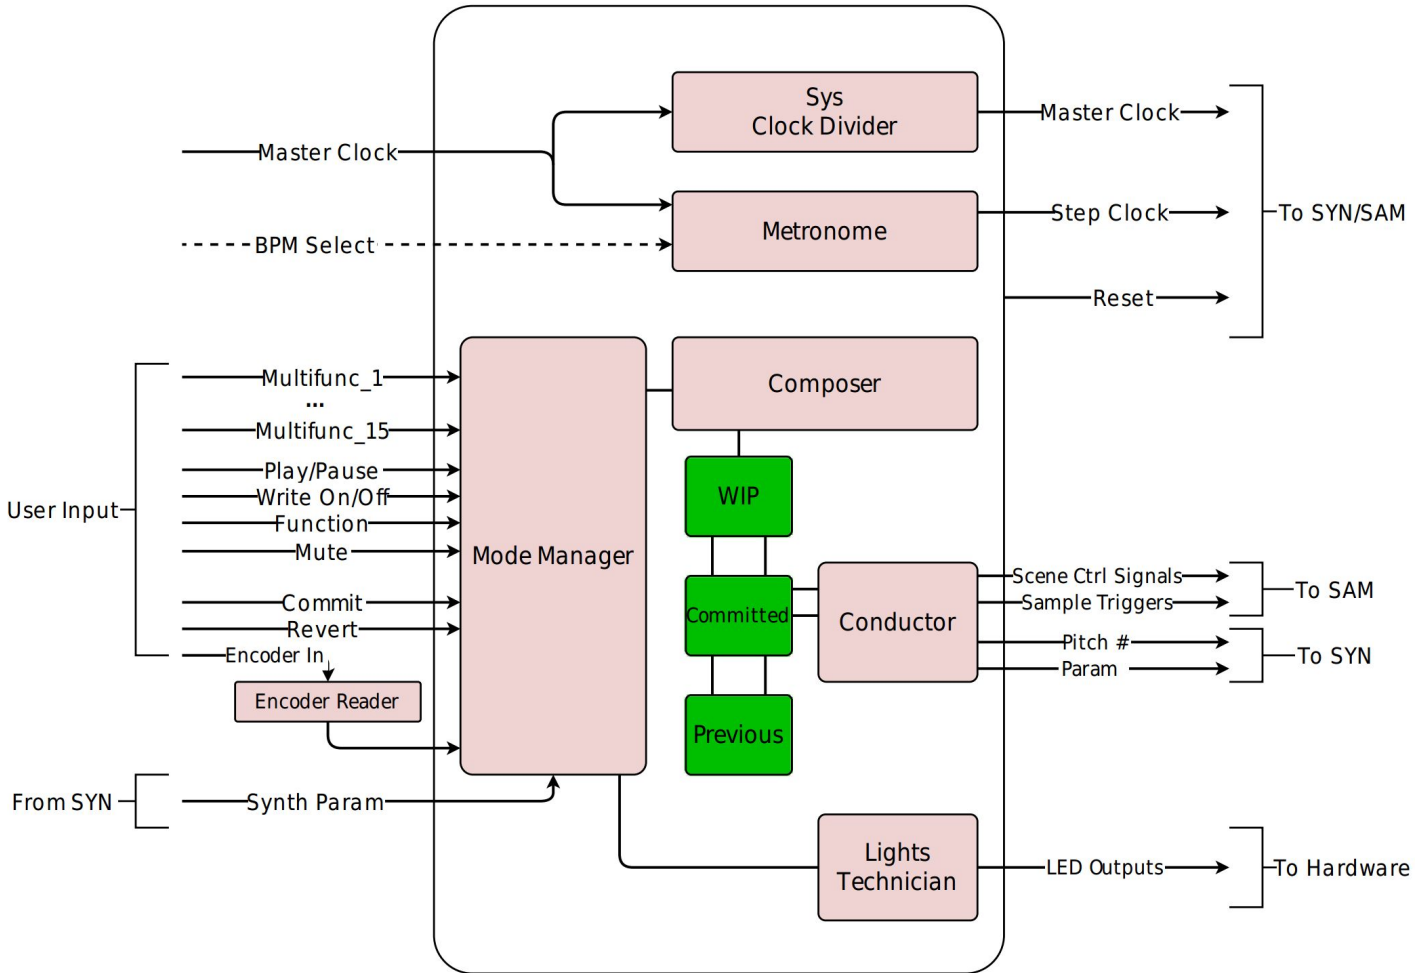 Sys
Clock Divider
Master Clock
Master Clock
Step Clock
To SYN/SAM
Metronome
BPM Select
Reset
Multifunc_1
...
Multifunc_15
Composer
Play/Pause
Write On/Off
WIP
User Input
Function
Mute
Mode Manager
Scene Ctrl Signals
To SAM
Commit
Sample Triggers
Committed
Conductor
Revert
Pitch #
Encoder In
To SYN
Param
Encoder Reader
Previous
From SYN
Synth Param
Lights
Technician
LED Outputs
To Hardware